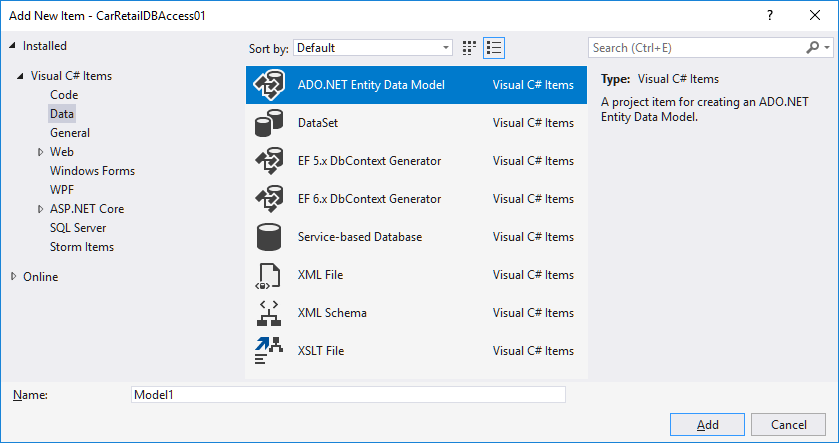 Add New Item - CarRetailDBAccess01
Installed
Visual C# Items
Code
Data
General
Web
Windows Forms
WPF
ASP.NET Core
SQL Server
Storm Items
Online
Sort by: Default
ADO.NET Entity Data Model Visual C# Items
DataSet Visual C# Items
EF 5.x DbContext Generator Visual C# Items
EF 6.x DbContext Generator Visual C# Items
Service-based Database Visual C# Items
XML File Visual C# Items
XML Schema Visual C# Items
XSLT File Visual C# Items
Search (Ctrl+E)
Type: Visual C# Items
A project item for creating an ADO.NET
Entity Data Model.
Name: Model1
Add Cancel